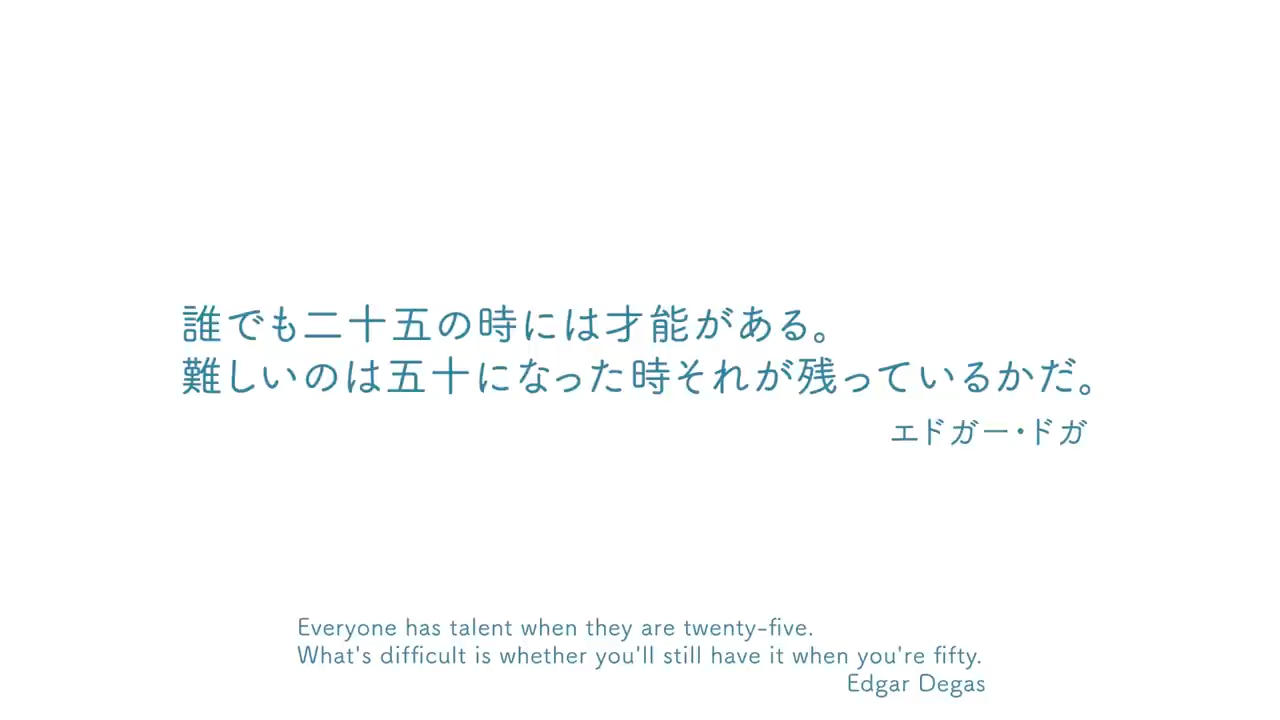 誰でも二十五の時には才能がある。
難しいのは五十になった時それが残っているかだ。
エドガー・ドガ
Everyone has talent when they are twenty-five.
What's difficult is whether you'll still have it when you're fifty.
Edgar Degas